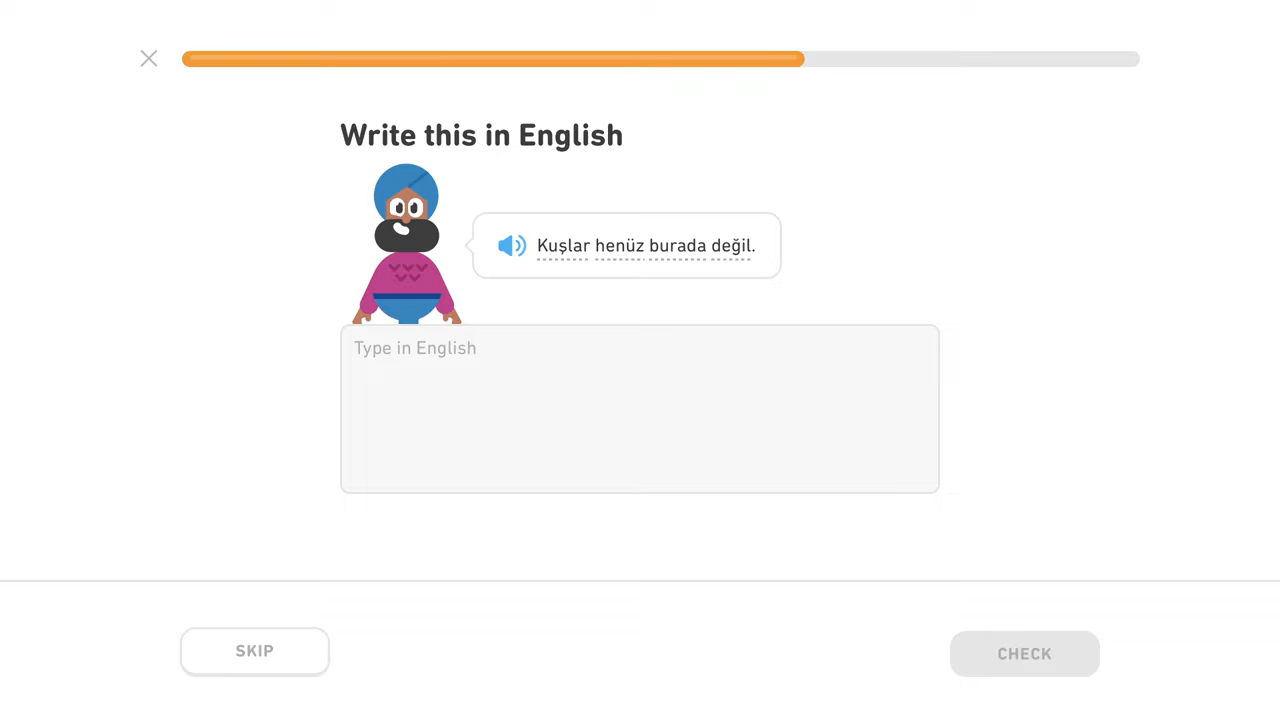 Write this in English
Kuşlar henüz burada değil.
Type in English
SKIP
CHECK